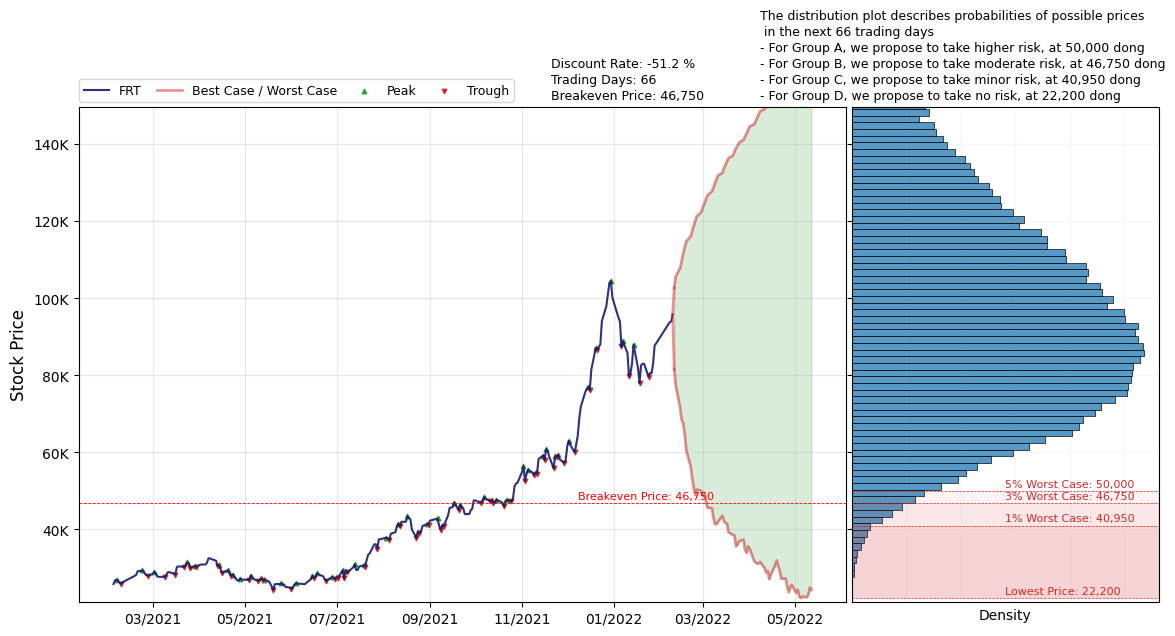 The distribution plot describes probabilities of possible prices
in the next 66 trading days
- For Group A, we propose to take higher risk, at 50,000 dong
- For Group B, we propose to take moderate risk, at 46,750 dong
- For Group C, we propose to take minor risk, at 40,950 dong
- For Group D, we propose to take no risk, at 22,200 dong
Discount Rate: -51.2 %
Trading Days: 66
Breakeven Price: 46,750
FRT
Best Case / Worst Case
Peak
Trough
Stock Price
140K
120K
100K
80K
60K
40K
Breakeven Price: 46,750
03/2021
05/2021
07/2021
09/2021
11/2021
01/2022
03/2022
05/2022
5% Worst Case: 50,000
3% Worst Case: 46,750
1% Worst Case: 40,950
Lowest Price: 22,200
Density